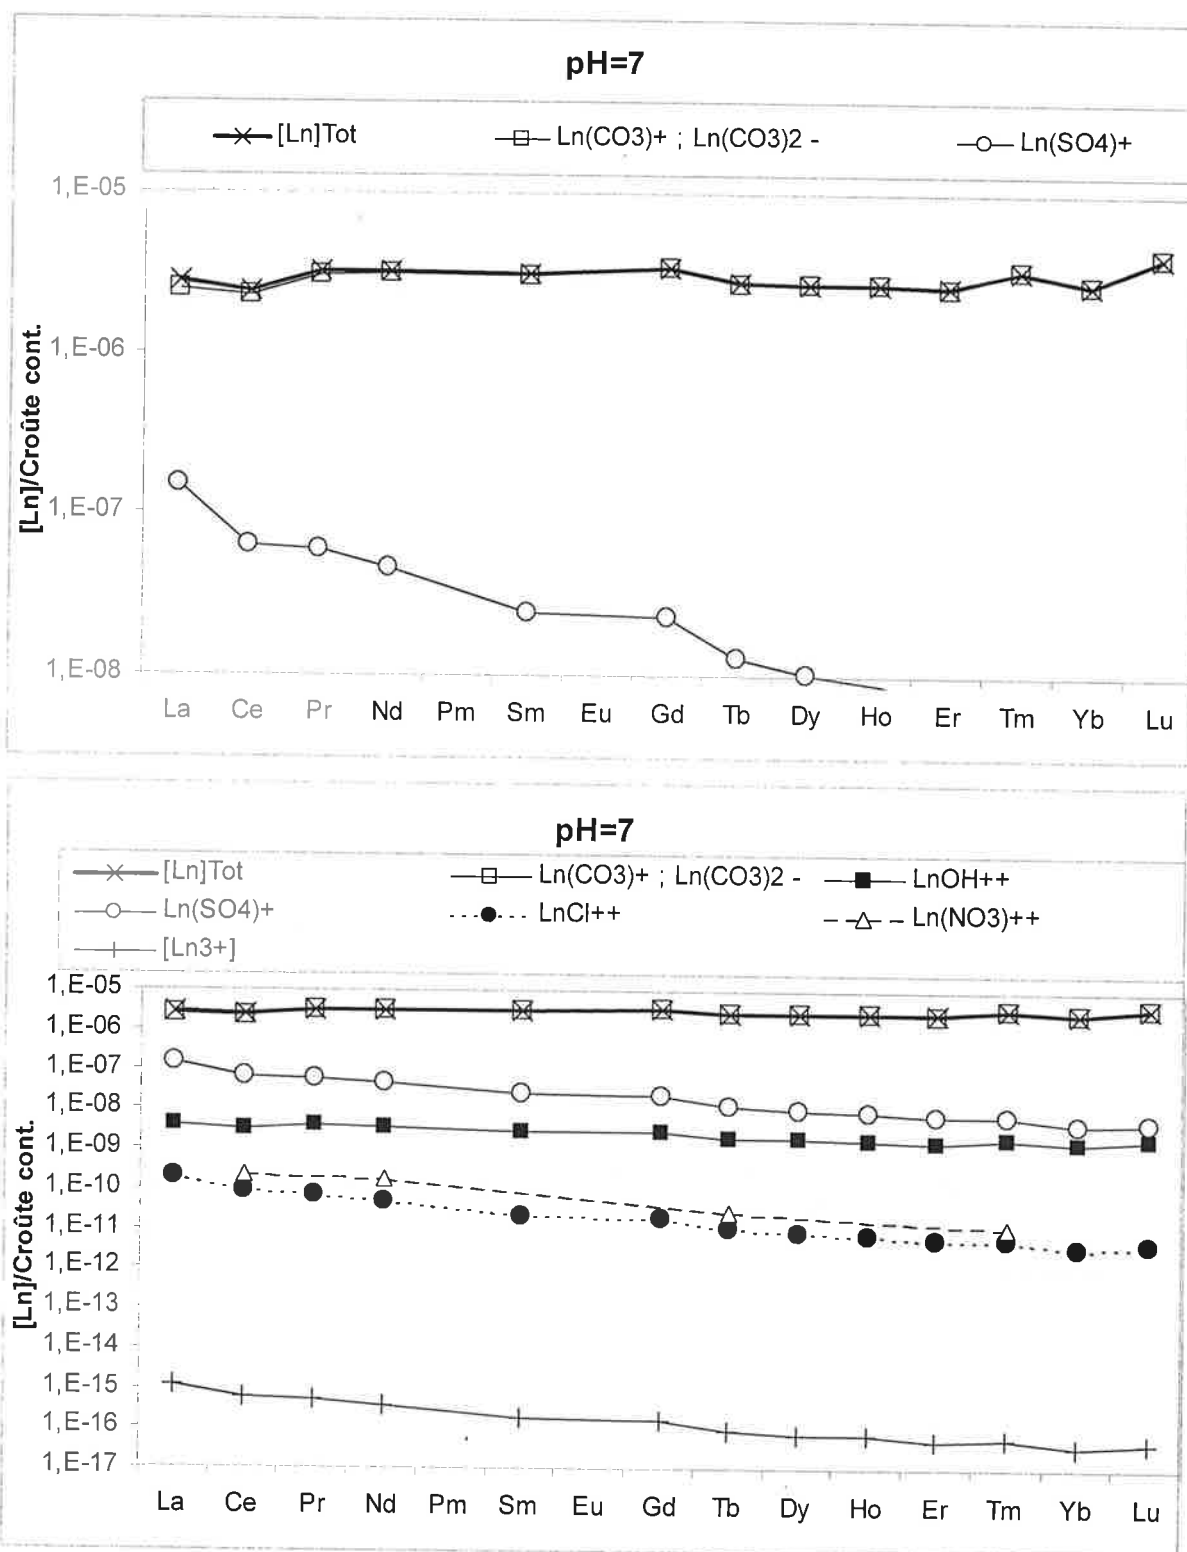 pH=7
[Ln]Tot Ln(CO3)+ ; Ln(CO3)2 - Ln(SO4)+
1,E-05
1,E-06
1,E-07
1,E-08
[Ln]/Croûte cont.
La Ce Pr Nd Pm Sm Eu Gd Tb Dy Ho Er Tm Yb Lu
pH=7
[Ln]Tot Ln(CO3)+ ; Ln(CO3)2 - LnOH++
Ln(SO4)+ LnCl++ Ln(NO3)++
[Ln3+]
1,E-05
1,E-06
1,E-07
1,E-08
1,E-09
1,E-10
1,E-11
1,E-12
1,E-13
1,E-14
1,E-15
1,E-16
1,E-17
[Ln]/Croûte cont.
La Ce Pr Nd Pm Sm Eu Gd Tb Dy Ho Er Tm Yb Lu